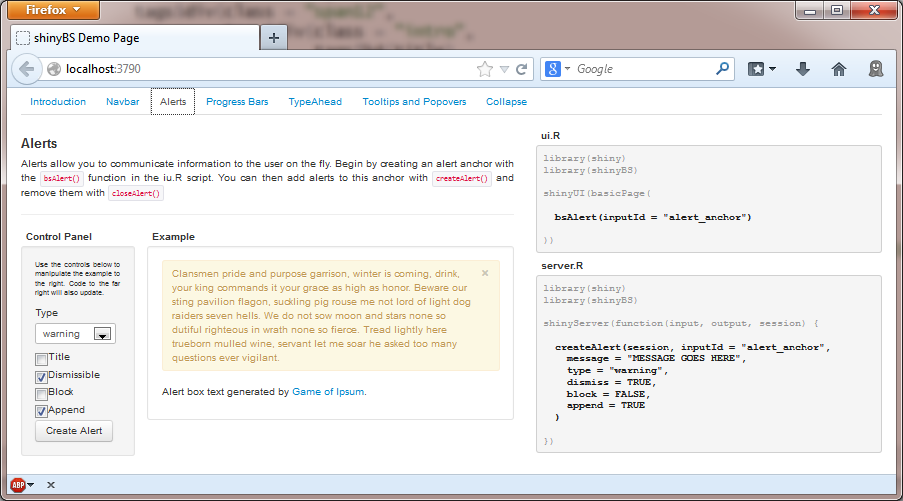 Firefox
tags$div(class = "span12",
div(class = "intro",
shinyBS Demo Page
localhost:3790
Google
Introduction Navbar Alerts Progress Bars TypeAhead Tooltips and Popovers Collapse
Alerts
Alerts allow you to communicate information to the user on the fly. Begin by creating an alert anchor with
the bsAlert() function in the iu.R script. You can then add alerts to this anchor with createAlert() and
remove them with closeAlert()
Control Panel
Use the controls below to
manipulate the example to
the right. Code to the far
right will also update.
Type
warning
Title
Dismissible
Block
Append
Create Alert
Example
Clansmen pride and purpose garrison, winter is coming, drink,
your king commands it your grace as high as honor. Beware our
sting pavilion flagon, suckling pig rouse me not lord of light dog
raiders seven hells. We do not sow moon and stars none so
dutiful righteous in wrath none so fierce. Tread lightly here
trueborn mulled wine, servant let me soar he asked too many
questions ever vigilant.
×
Alert box text generated by Game of Ipsum.
ui.R
library(shiny)
library(shinyBS)
shinyUI(basicPage(
bsAlert(inputId = "alert_anchor")
))
server.R
library(shiny)
library(shinyBS)
shinyServer(function(input, output, session) {
createAlert(session, inputId = "alert_anchor",
message = "MESSAGE GOES HERE",
type = "warning",
dismiss = TRUE,
block = FALSE,
append = TRUE
)
})
ABP